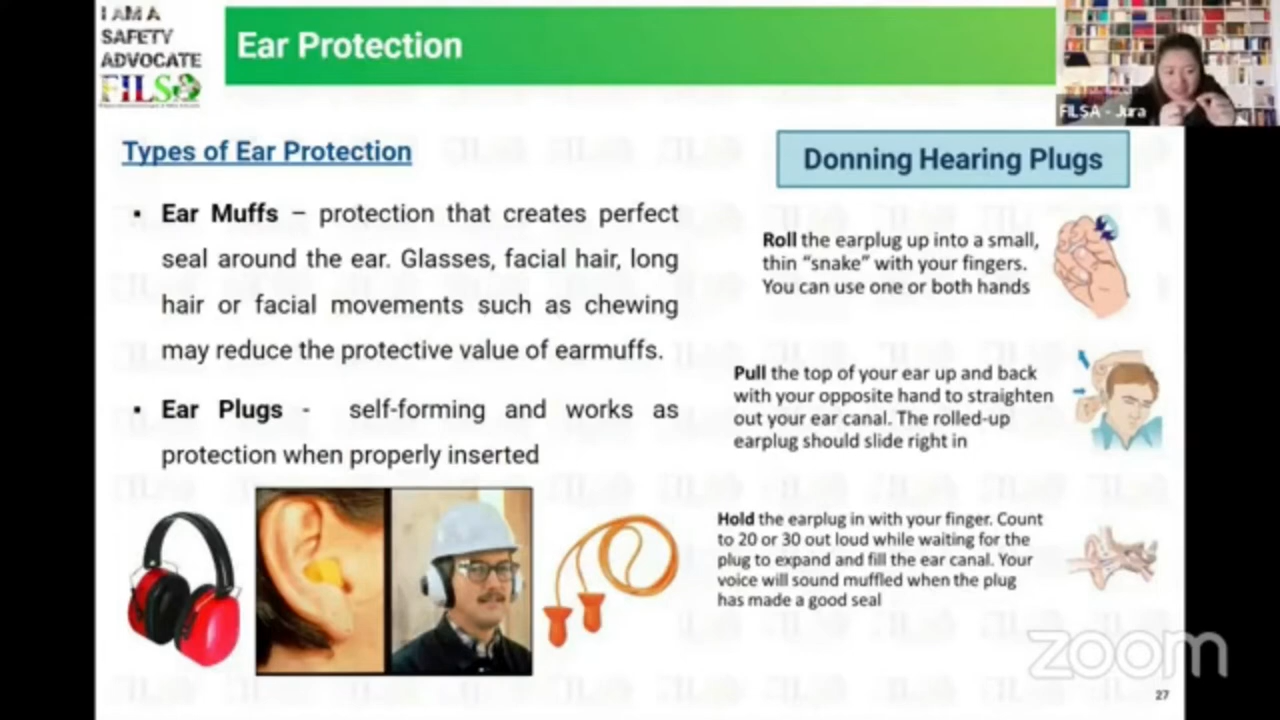 I AM A
SAFETY
ADVOCATE
FILSA
Ear Protection
FILSA - Jura
Types of Ear Protection
▪ Ear Muffs – protection that creates perfect
seal around the ear. Glasses, facial hair, long
hair or facial movements such as chewing
may reduce the protective value of earmuffs.
▪ Ear Plugs - self-forming and works as
protection when properly inserted
Donning Hearing Plugs
Roll the earplug up into a small,
thin “snake” with your fingers.
You can use one or both hands
Pull the top of your ear up and back
with your opposite hand to straighten
out your ear canal. The rolled-up
earplug should slide right in
Hold the earplug in with your finger. Count
to 20 or 30 out loud while waiting for the
plug to expand and fill the ear canal. Your
voice will sound muffled when the plug
has made a good seal
zoom
27